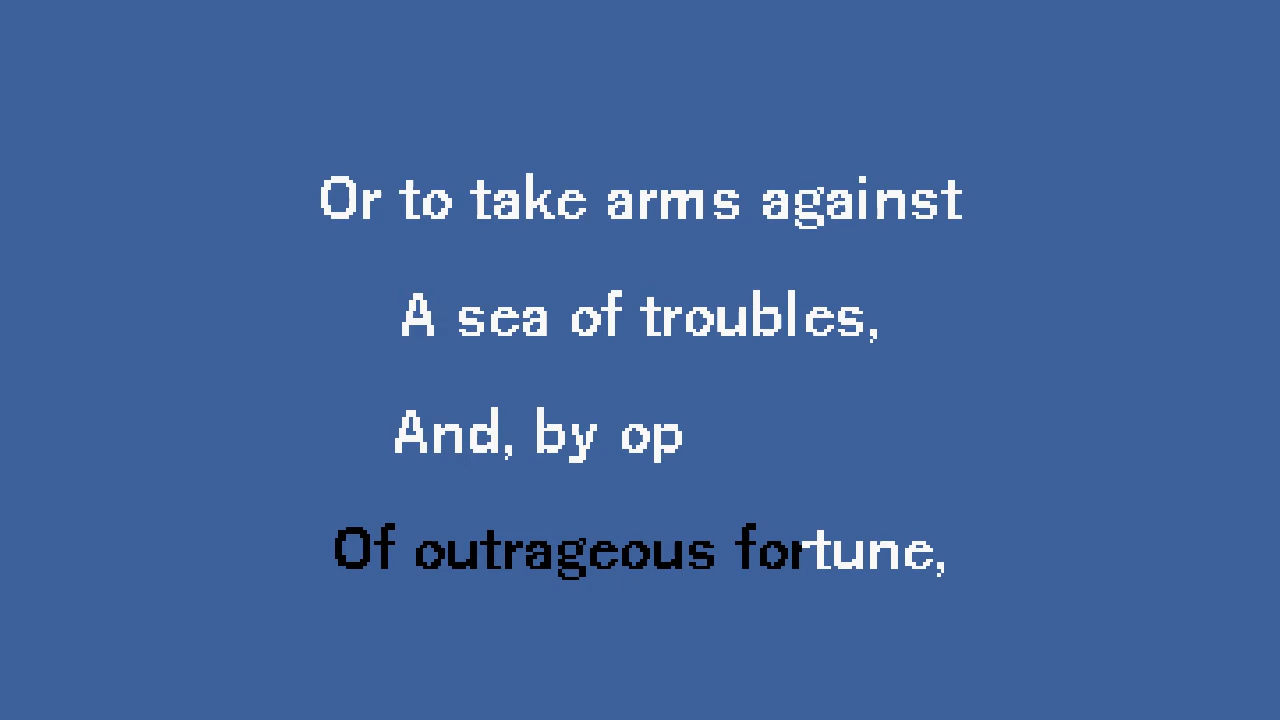 Or to take arms against
A sea of troubles,
And, by op
Of outrageous fortune,